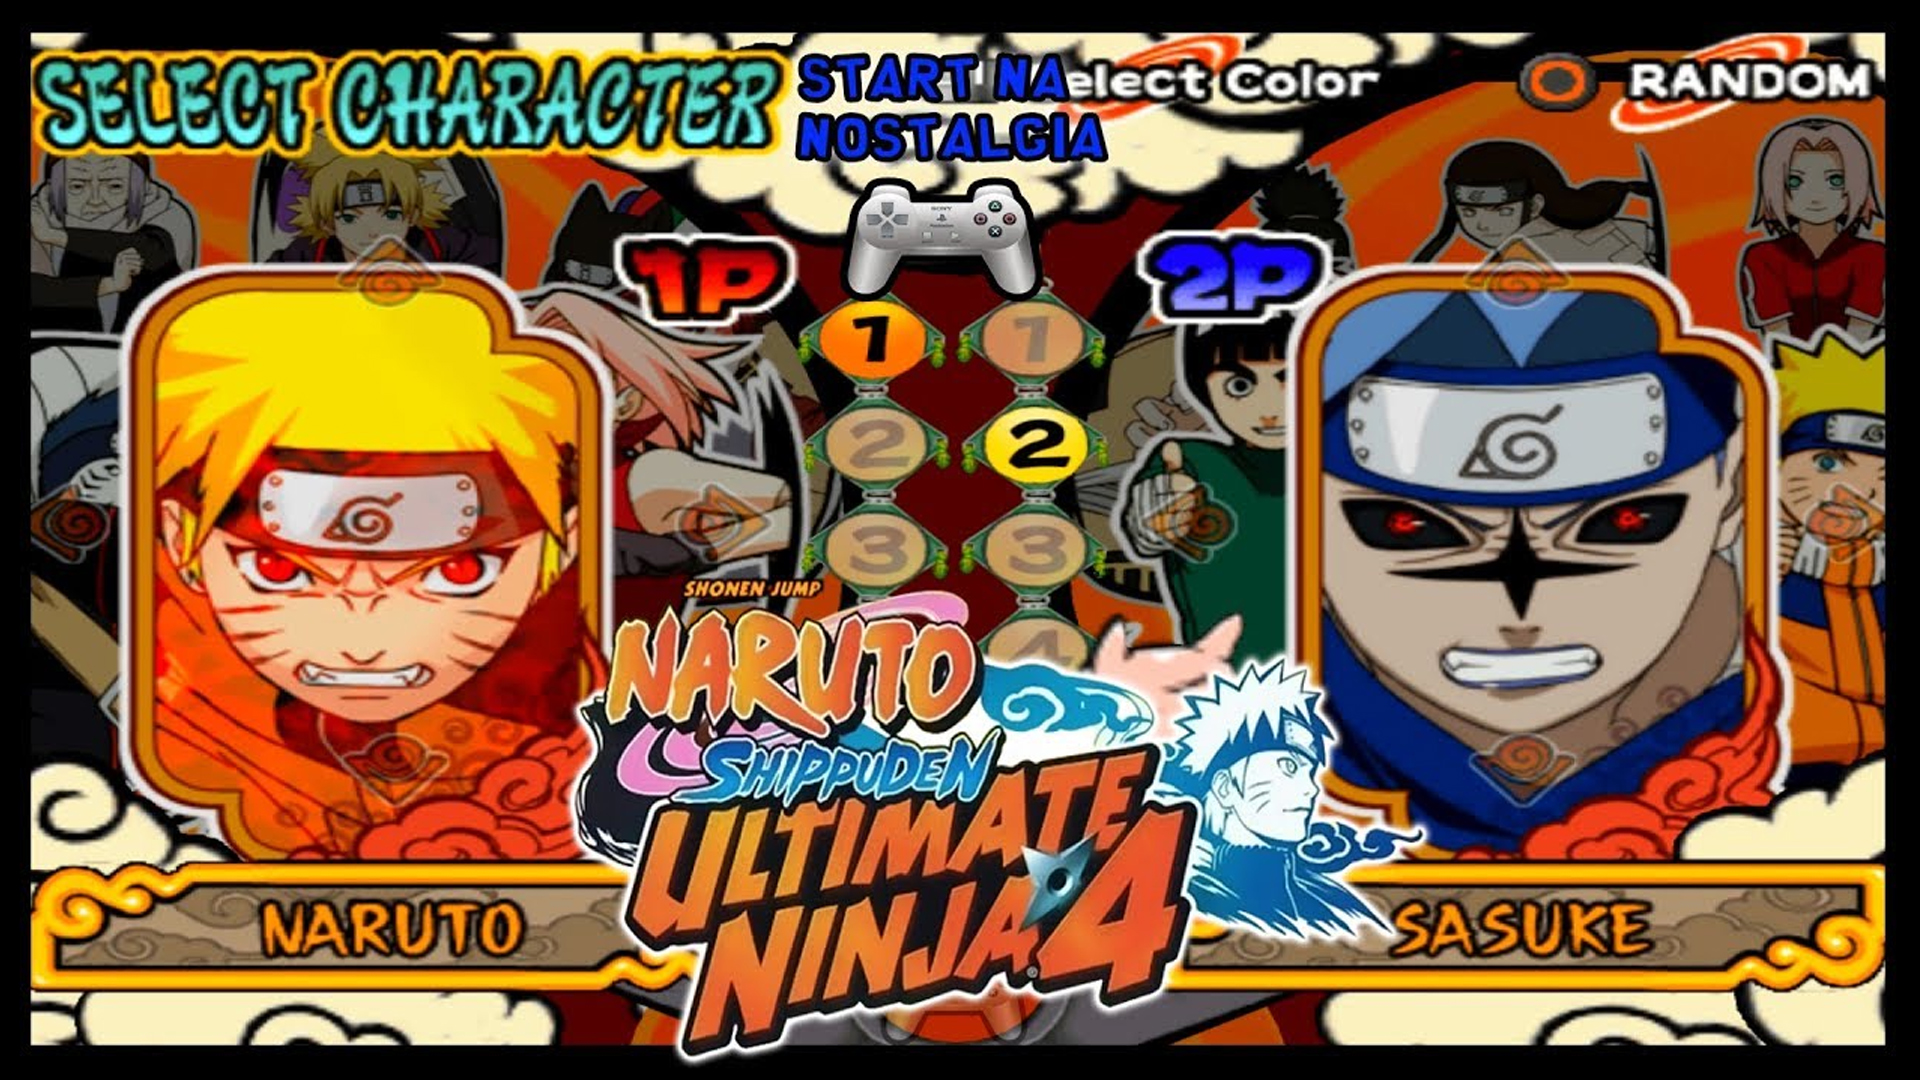 SELECT CHARACTER
START NA
NOSTALGIA
elect Color
RANDOM
1P
2P
1
1
2
2
3
3
4
SHONEN JUMP
NARUTO
SHIPPUDEN
ULTIMATE
NINJA 4
NARUTO
SASUKE